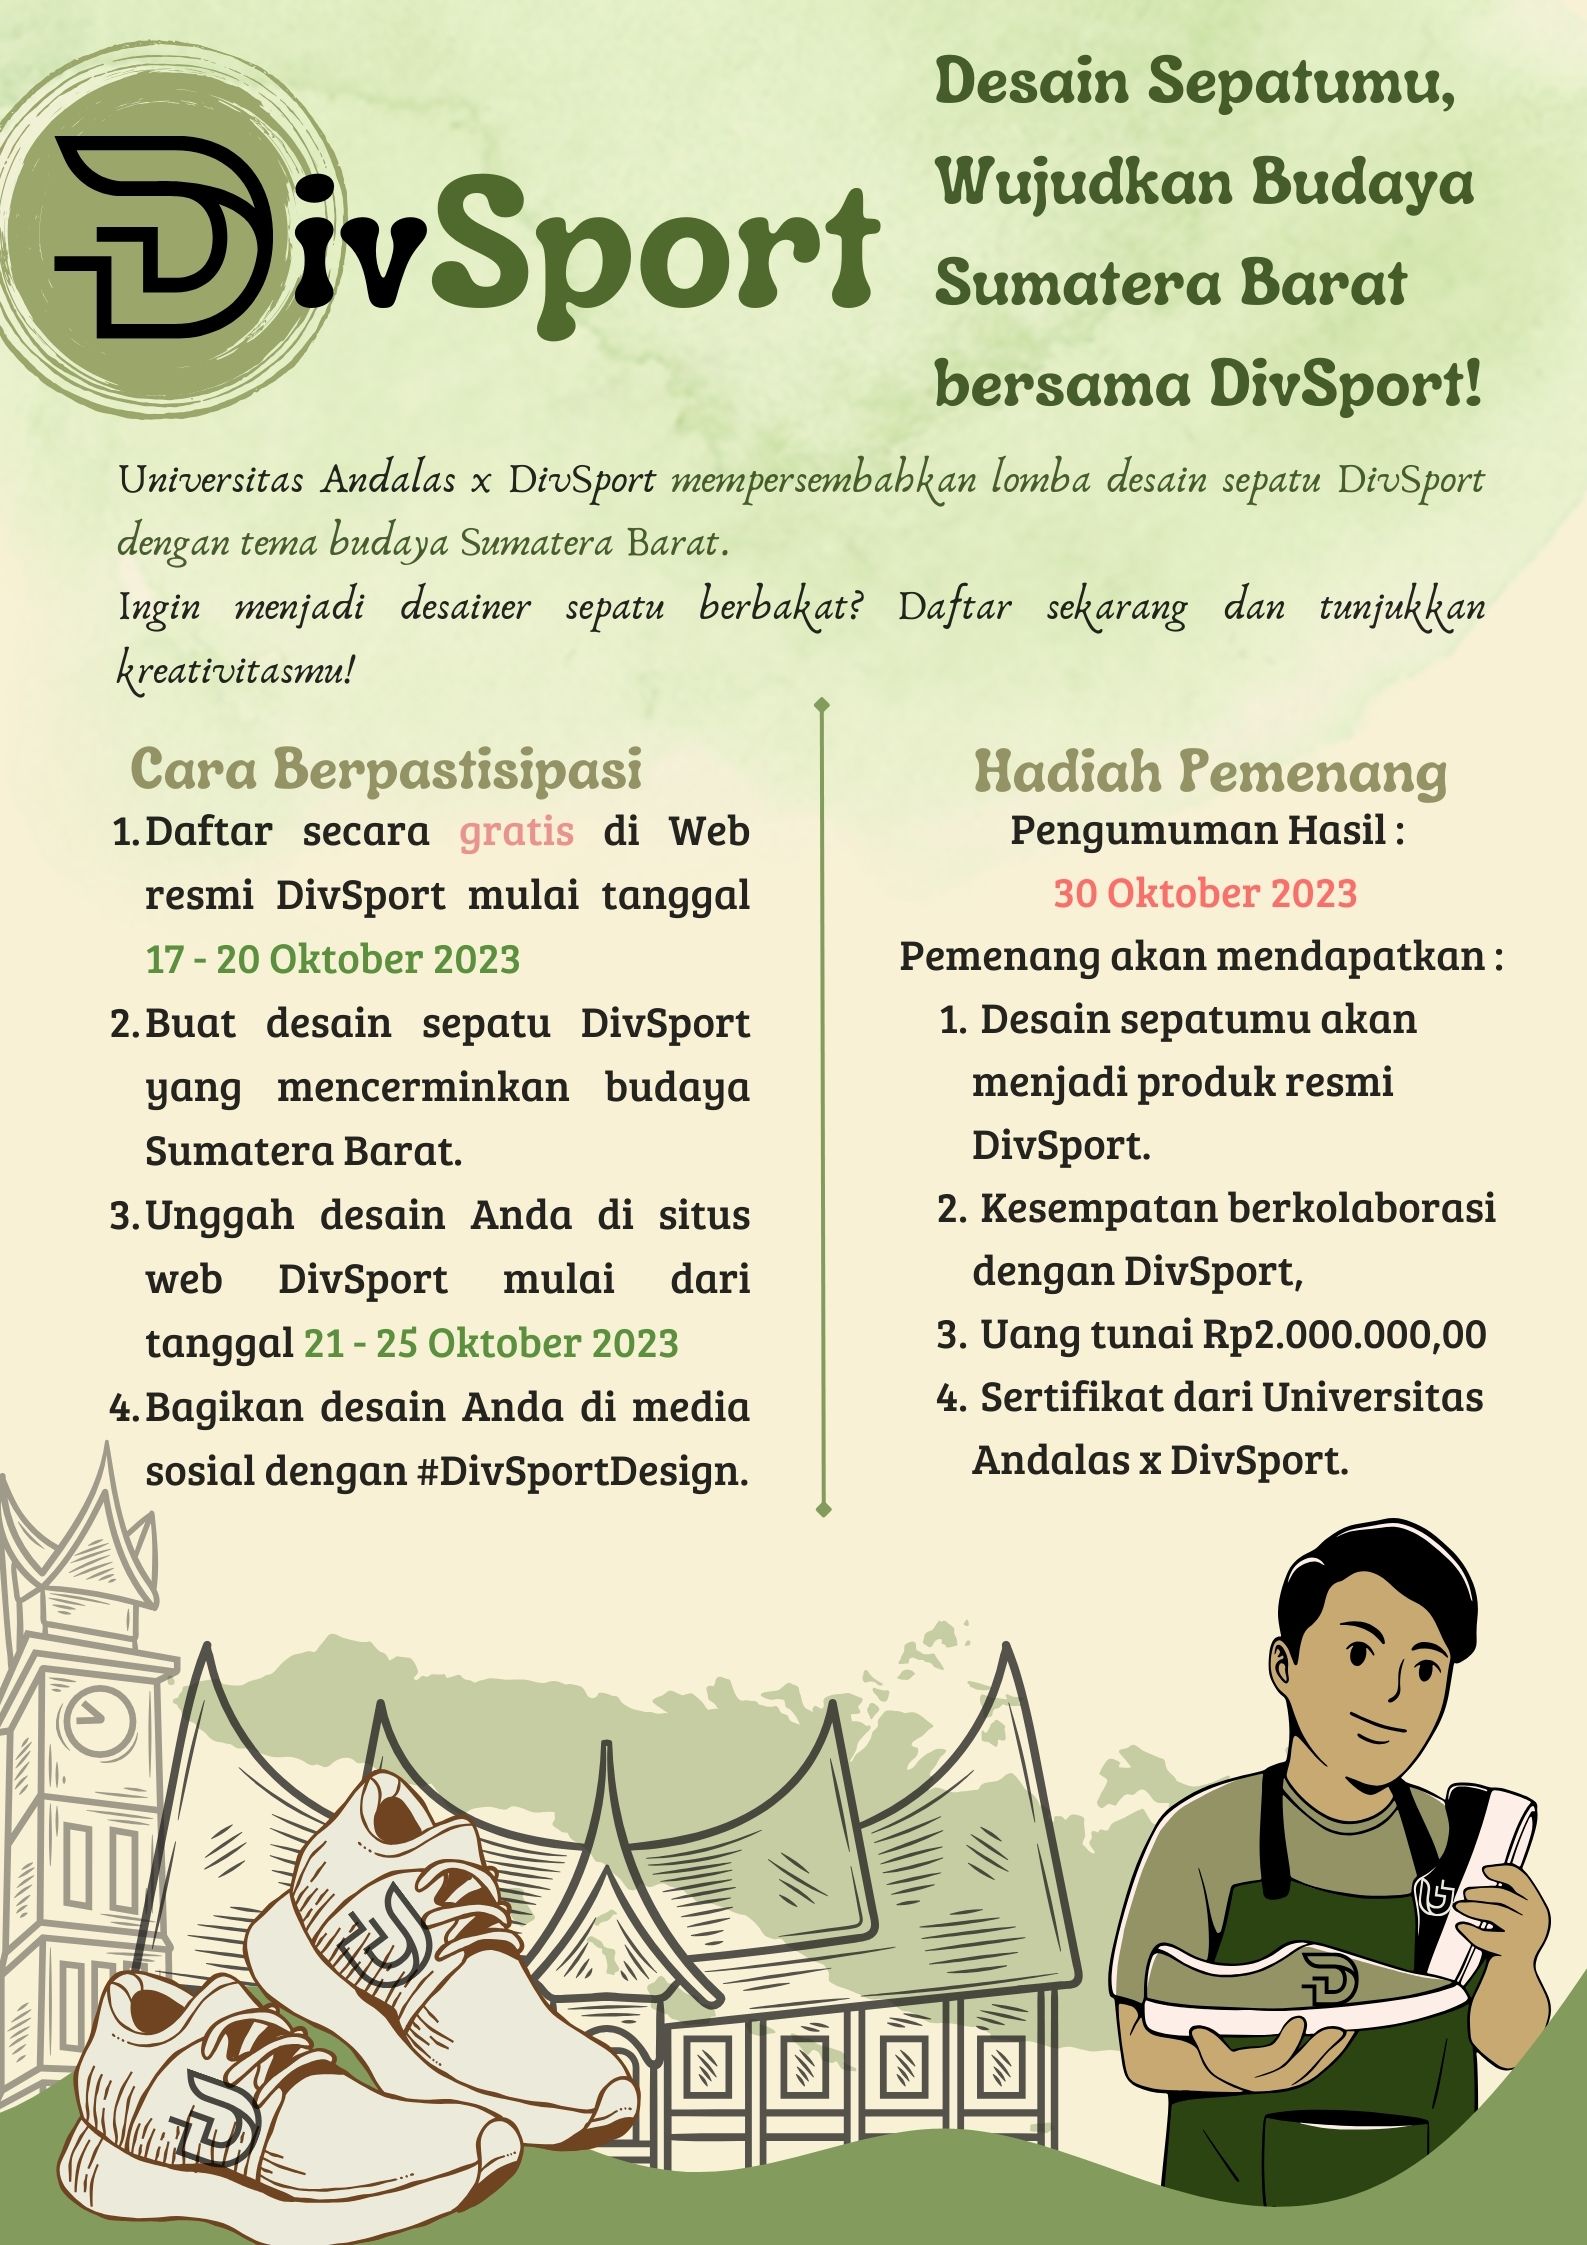 DivSport
Desain Sepatumu,
Wujudkan Budaya
Sumatera Barat
bersama DivSport!
Universitas Andalas x DivSport mempersembahkan lomba desain sepatu DivSport
dengan tema budaya Sumatera Barat.
Ingin menjadi desainer sepatu berbakat? Daftar sekarang dan tunjukkan
kreativitasmu!
Cara Berpastisipasi
1. Daftar secara gratis di Web
resmi DivSport mulai tanggal
17 - 20 Oktober 2023
2. Buat desain sepatu DivSport
yang mencerminkan budaya
Sumatera Barat.
3. Unggah desain Anda di situs
web DivSport mulai dari
tanggal 21 - 25 Oktober 2023
4. Bagikan desain Anda di media
sosial dengan #DivSportDesign.
Hadiah Pemenang
Pengumuman Hasil :
30 Oktober 2023
Pemenang akan mendapatkan :
1. Desain sepatumu akan
menjadi produk resmi
DivSport.
2. Kesempatan berkolaborasi
dengan DivSport,
3. Uang tunai Rp2.000.000,00
4. Sertifikat dari Universitas
Andalas x DivSport.